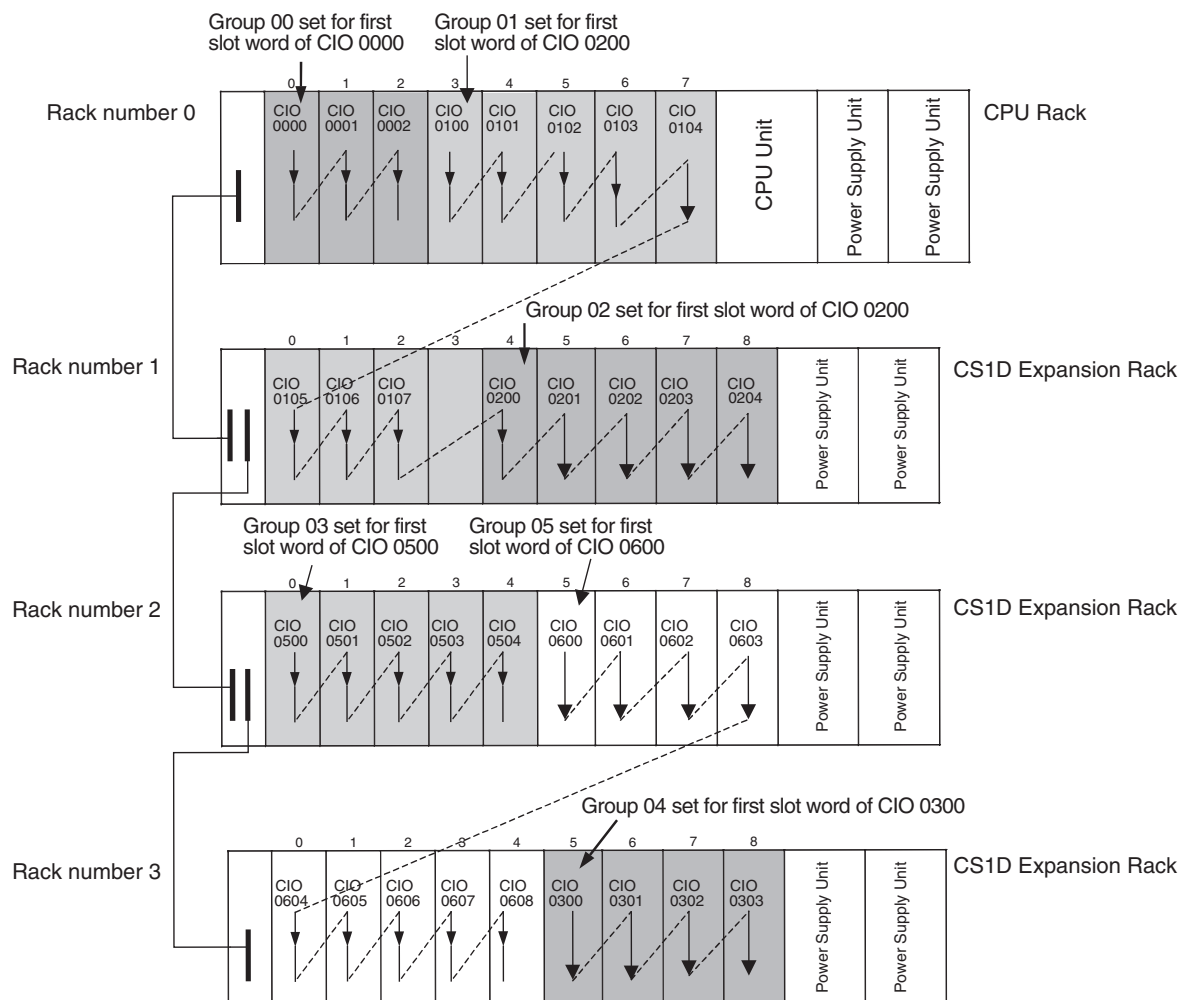 Group 00 set for first
slot word of CIO 0000
Group 01 set for first
slot word of CIO 0200
0 1 2 3 4 5 6 7
Rack number 0
CIO 0000
CIO 0001
CIO 0002
CIO 0100
CIO 0101
CIO 0102
CIO 0103
CIO 0104
CPU Unit
Power Supply Unit
Power Supply Unit
CPU Rack
Group 02 set for first slot word of CIO 0200
0 1 2 3 4 5 6 7 8
Rack number 1
CIO 0105
CIO 0106
CIO 0107
CIO 0200
CIO 0201
CIO 0202
CIO 0203
CIO 0204
Power Supply Unit
Power Supply Unit
CS1D Expansion Rack
Group 03 set for first
slot word of CIO 0500
Group 05 set for first
slot word of CIO 0600
0 1 2 3 4 5 6 7 8
Rack number 2
CIO 0500
CIO 0501
CIO 0502
CIO 0503
CIO 0504
CIO 0600
CIO 0601
CIO 0602
CIO 0603
Power Supply Unit
Power Supply Unit
CS1D Expansion Rack
Group 04 set for first slot word of CIO 0300
0 1 2 3 4 5 6 7 8
Rack number 3
CIO 0604
CIO 0605
CIO 0606
CIO 0607
CIO 0608
CIO 0300
CIO 0301
CIO 0302
CIO 0303
Power Supply Unit
Power Supply Unit
CS1D Expansion Rack